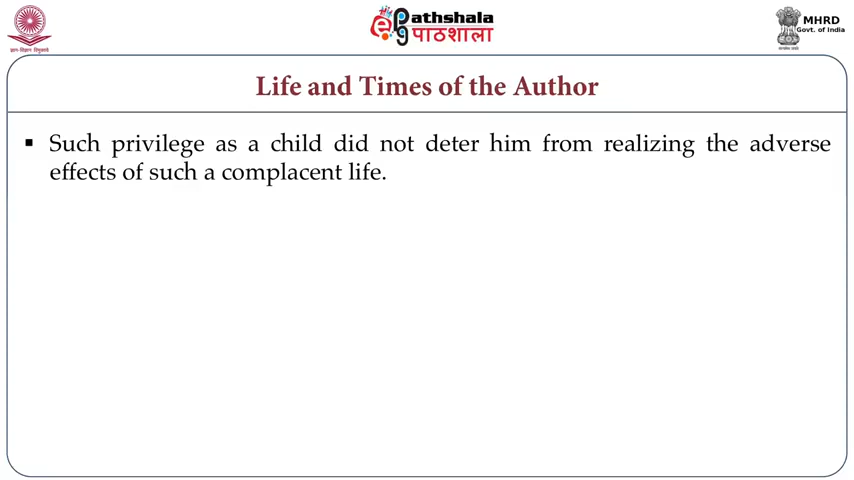 ePathshala
पाठशाला
MHRD
Govt. of India
Life and Times of the Author
▪ Such privilege as a child did not deter him from realizing the adverse
effects of such a complacent life.